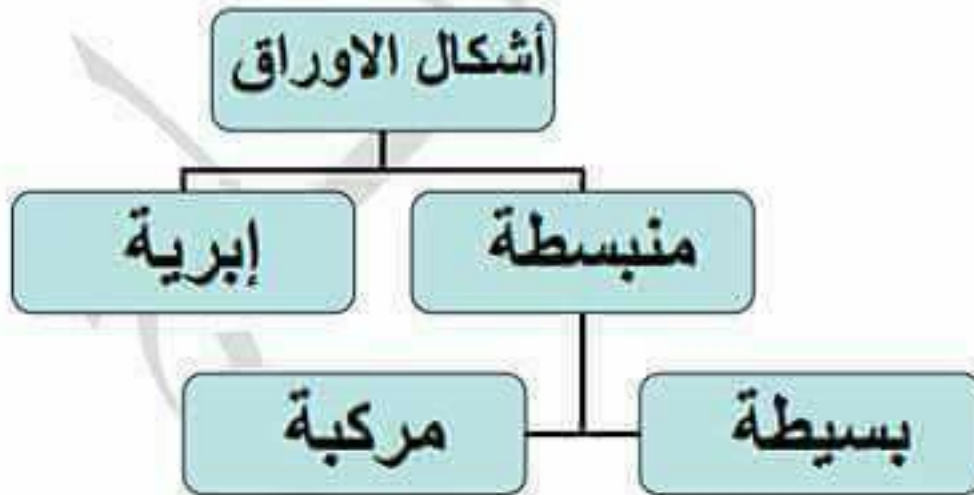 أشكال الاوراق
منبسطة
إبرية
بسيطة
مركبة